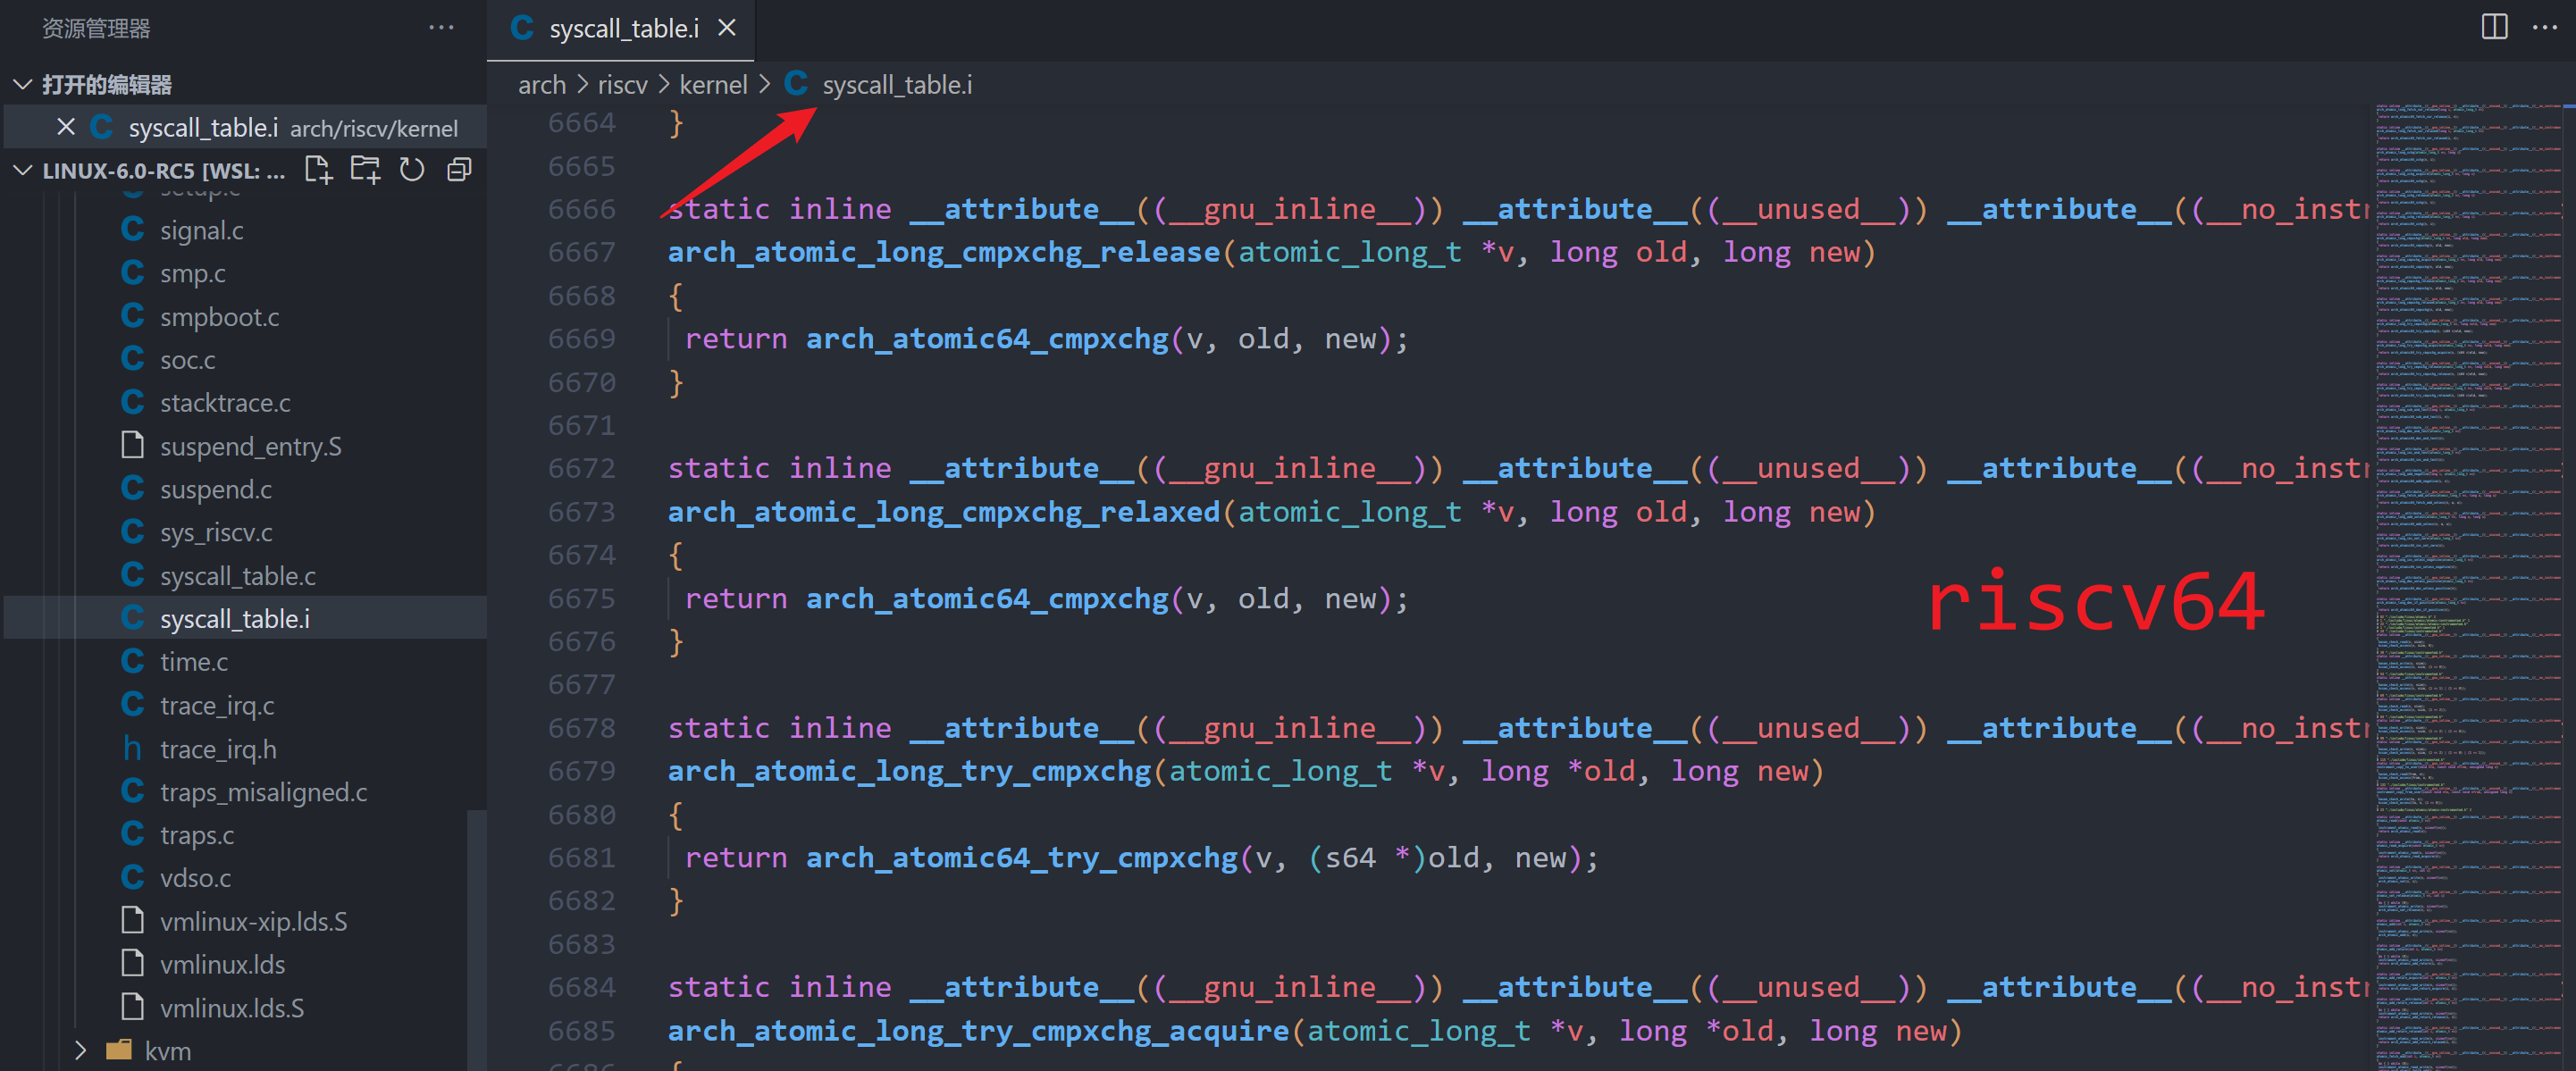 资源管理器 ···
打开的编辑器
syscall_table.i arch/riscv/kernel
LINUX-6.0-RC5 [WSL: ...
setup.c
signal.c
smp.c
smpboot.c
soc.c
stacktrace.c
suspend_entry.S
suspend.c
sys_riscv.c
syscall_table.c
syscall_table.i
time.c
trace_irq.c
trace_irq.h
traps_misaligned.c
traps.c
vdso.c
vmlinux-xip.lds.S
vmlinux.lds
vmlinux.lds.S
kvm
syscall_table.i
arch > riscv > kernel > syscall_table.i
6664 }
6665
6666 static inline __attribute__((__gnu_inline__)) __attribute__((__unused__)) __attribute__((__no_instr
6667 arch_atomic_long_cmpxchg_release(atomic_long_t *v, long old, long new)
6668 {
6669 return arch_atomic64_cmpxchg(v, old, new);
6670 }
6671
6672 static inline __attribute__((__gnu_inline__)) __attribute__((__unused__)) __attribute__((__no_instr
6673 arch_atomic_long_cmpxchg_relaxed(atomic_long_t *v, long old, long new)
6674 {
6675 return arch_atomic64_cmpxchg(v, old, new);
6676 }
6677
6678 static inline __attribute__((__gnu_inline__)) __attribute__((__unused__)) __attribute__((__no_instr
6679 arch_atomic_long_try_cmpxchg(atomic_long_t *v, long *old, long new)
6680 {
6681 return arch_atomic64_try_cmpxchg(v, (s64 *)old, new);
6682 }
6683
6684 static inline __attribute__((__gnu_inline__)) __attribute__((__unused__)) __attribute__((__no_instr
6685 arch_atomic_long_try_cmpxchg_acquire(atomic_long_t *v, long *old, long new)
6686 {
riscv64